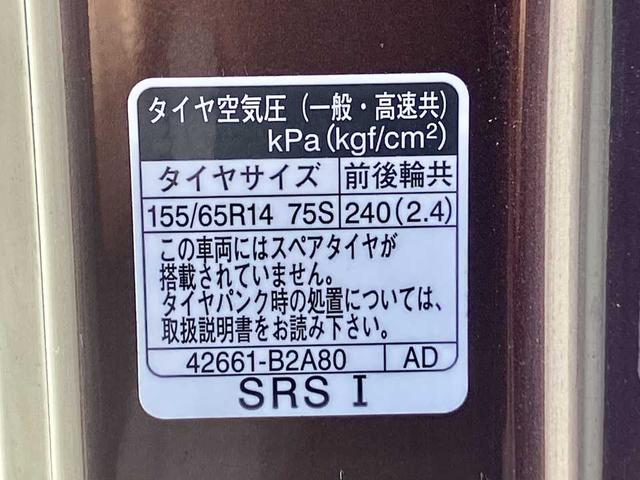 タイヤ空気圧（一般・高速共）
kPa(kgf/cm²)
タイヤサイズ 前後輪共
155/65R14 75S 240(2.4)
この車両にはスペアタイヤが
搭載されていません。
タイヤパンク時の処置については、
取扱説明書をお読み下さい。
42661-B2A80 AD
SRS I